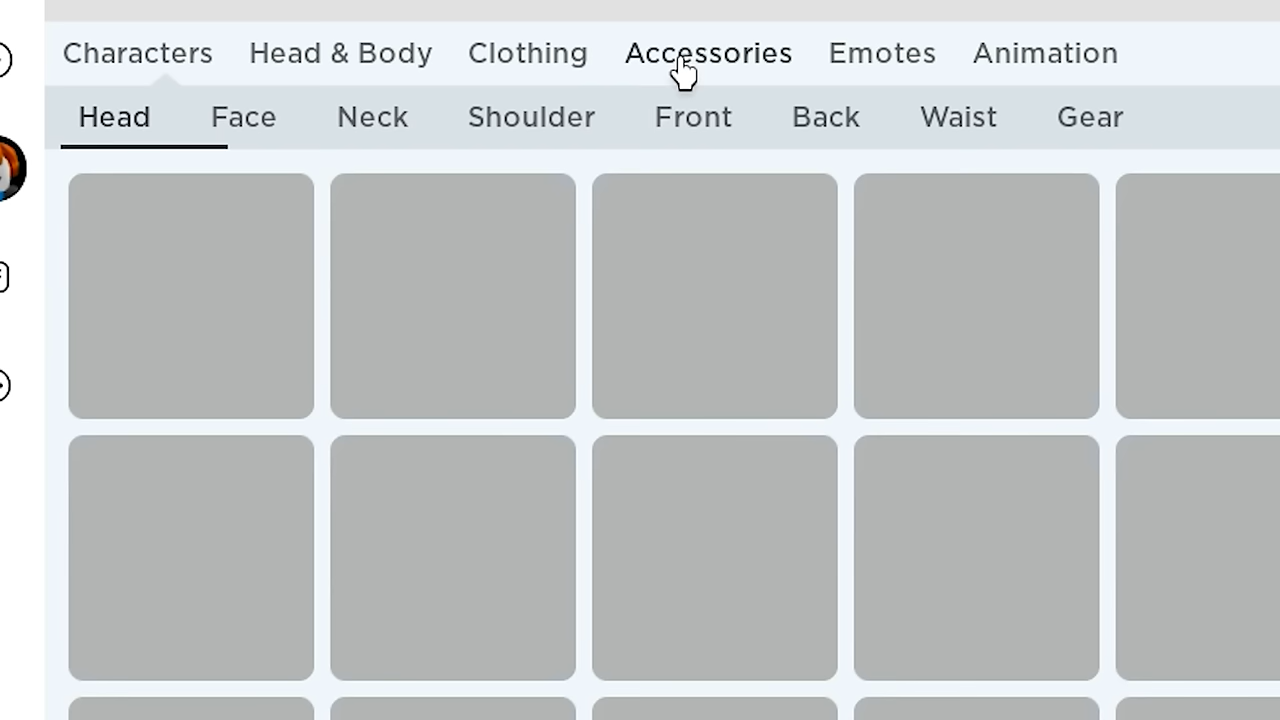 Characters Head & Body Clothing Accessories Emotes Animation
Head Face Neck Shoulder Front Back Waist Gear